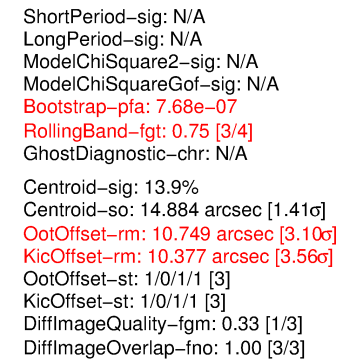 ShortPeriod−sig: N/A
LongPeriod−sig: N/A
ModelChiSquare2−sig: N/A
ModelChiSquareGof−sig: N/A
Bootstrap−pfa: 7.68e−07
RollingBand−fgt: 0.75 [3/4]
GhostDiagnostic−chr: N/A
Centroid−sig: 13.9%
Centroid−so: 14.884 arcsec [1.41σ]
OotOffset−rm: 10.749 arcsec [3.10σ]
KicOffset−rm: 10.377 arcsec [3.56σ]
OotOffset−st: 1/0/1/1 [3]
KicOffset−st: 1/0/1/1 [3]
DiffImageQuality−fgm: 0.33 [1/3]
DiffImageOverlap−fno: 1.00 [3/3]